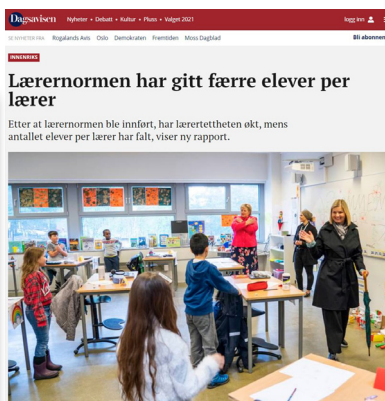 Dagsavisen Nyheter • Debatt • Kultur • Pluss • Valget 2021 logg inn
SE NYHETER FRA Rogalands Avis Oslo Demokraten Fremtiden Moss Dagblad Bli abonnen
INNENRIKS
Lærernormen har gitt færre elever per
lærer
Etter at lærernormen ble innført, har lærertettheten økt, mens
antallet elever per lærer har falt, viser ny rapport.